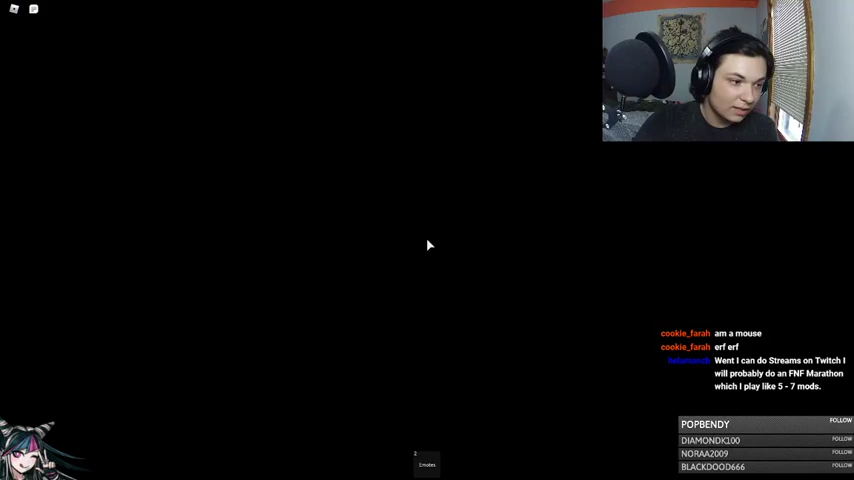 cookie_farah am a mouse
cookie_farah erf erf
Went I can do Streams on Twitch I
will probably do an FNF Marathon
which I play like 5 - 7 mods.
POPBENDY FOLLOW
DIAMONDK100 FOLLOW
NORAA2009 FOLLOW
BLACKDOOD666 FOLLOW
2
Emotes